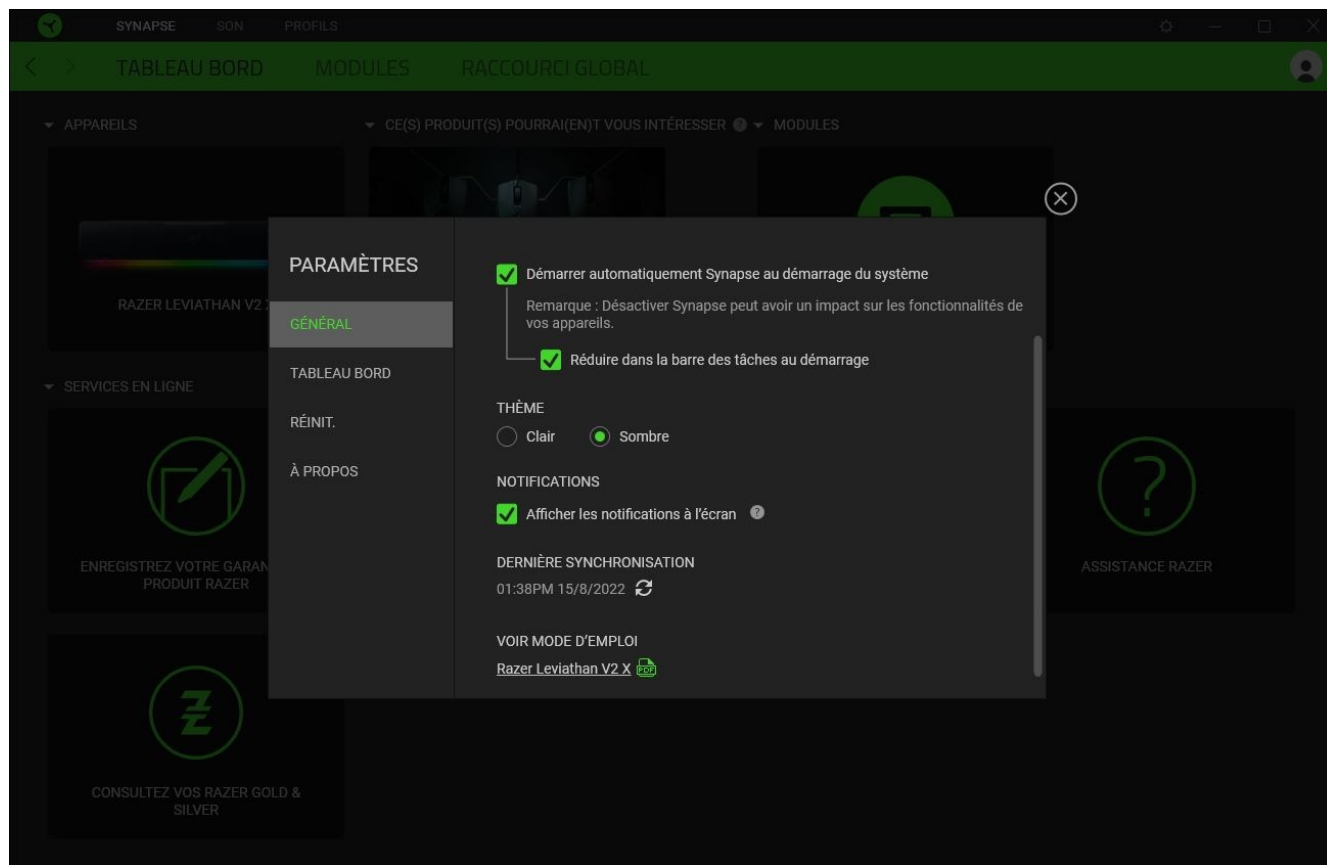 SYNAPSE SON PROFILS
TABLEAU BORD MODULES RACCOURCI GLOBAL
APPAREILS
CE(S) PRODUIT(S) POURRAI(EN)T VOUS INTÉRESSER ?
MODULES
RAZER LEVIATHAN V2
PARAMÈTRES
GÉNÉRAL
TABLEAU BORD
RÉINIT.
À PROPOS
Démarrer automatiquement Synapse au démarrage du système
Remarque : Désactiver Synapse peut avoir un impact sur les fonctionnalités de
vos appareils.
Réduire dans la barre des tâches au démarrage
THÈME
Clair Sombre
NOTIFICATIONS
Afficher les notifications à l'écran ?
DERNIÈRE SYNCHRONISATION
01:38PM 15/8/2022
VOIR MODE D'EMPLOI
Razer Leviathan V2 X PDF
SERVICES EN LIGNE
ENREGISTREZ VOTRE GARAN
PRODUIT RAZER
?
ASSISTANCE RAZER
CONSULTEZ VOS RAZER GOLD &
SILVER